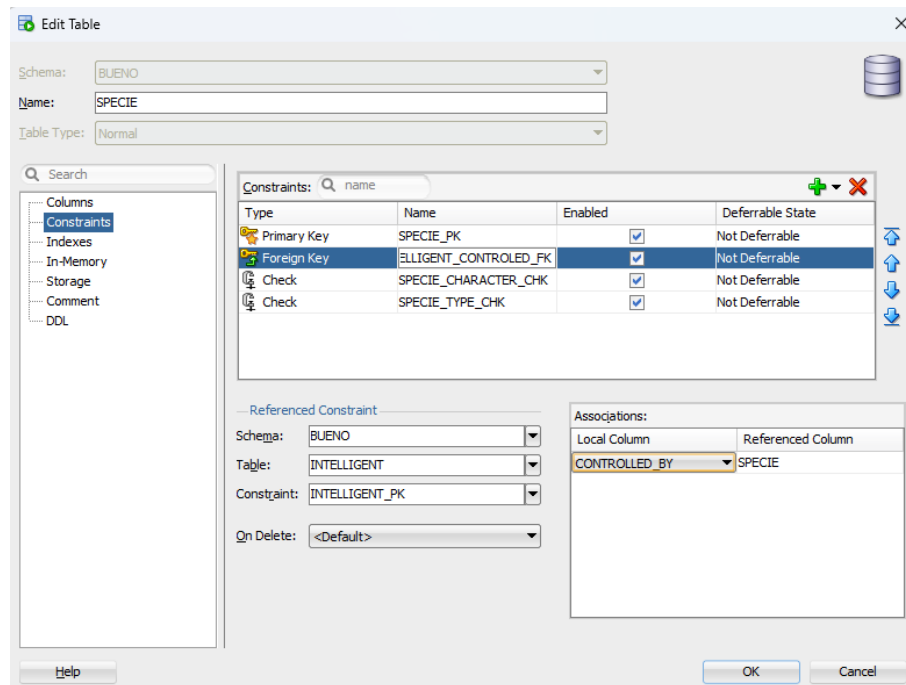 Edit Table
Schema: BUENO
Name: SPECIE
Table Type: Normal
Search
Columns
Constraints
Indexes
In-Memory
Storage
Comment
DDL
Constraints: name
Type Name Enabled Deferrable State
Primary Key SPECIE_PK Not Deferrable
Foreign Key ELLIGENT_CONTROLED_FK Not Deferrable
Check SPECIE_CHARACTER_CHK Not Deferrable
Check SPECIE_TYPE_CHK Not Deferrable
Referenced Constraint
Schema: BUENO
Table: INTELLIGENT
Constraint: INTELLIGENT_PK
On Delete: <Default>
Associations:
Local Column Referenced Column
CONTROLLED_BY SPECIE
Help OK Cancel